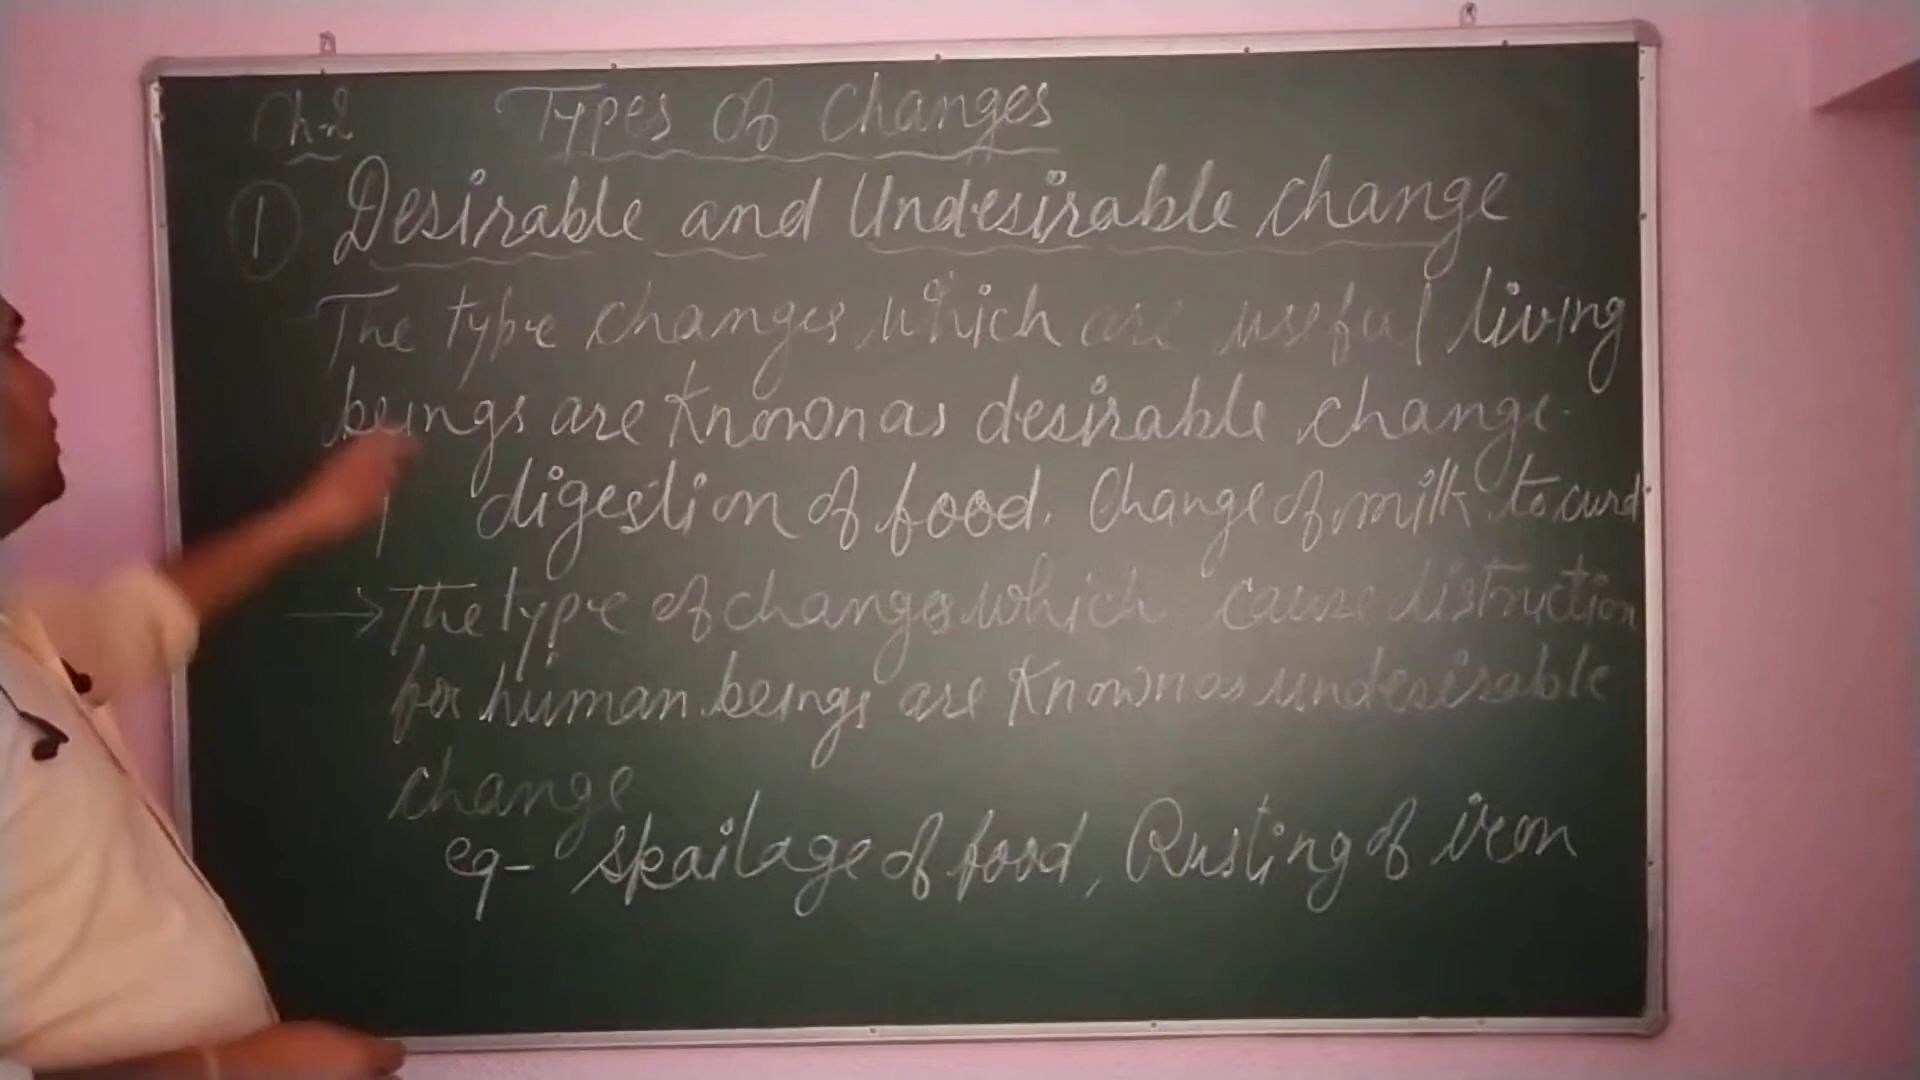 Ch-2 Types of Changes
① Desirable and Undesirable change
The type changes which are useful living
beings are known as desirable change.
digestion of food. Change of milk to curd
→ The type of changes which cause distruction
for human beings are known as undesirable
change
eg- spailage of food, Rusting of iron